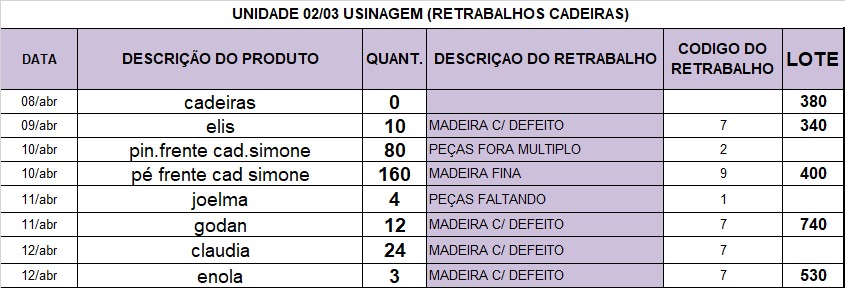 UNIDADE 02/03 USINAGEM (RETRABALHOS CADEIRAS)
DATA DESCRIÇÃO DO PRODUTO QUANT. DESCRIÇAO DO RETRABALHO CODIGO DO RETRABALHO LOTE
08/abr cadeiras 0 380
09/abr elis 10 MADEIRA C/ DEFEITO 7 340
10/abr pin.frente cad.simone 80 PEÇAS FORA MULTIPLO 2
10/abr pé frente cad simone 160 MADEIRA FINA 9 400
11/abr joelma 4 PEÇAS FALTANDO 1
11/abr godan 12 MADEIRA C/ DEFEITO 7 740
12/abr claudia 24 MADEIRA C/ DEFEITO 7
12/abr enola 3 MADEIRA C/ DEFEITO 7 530